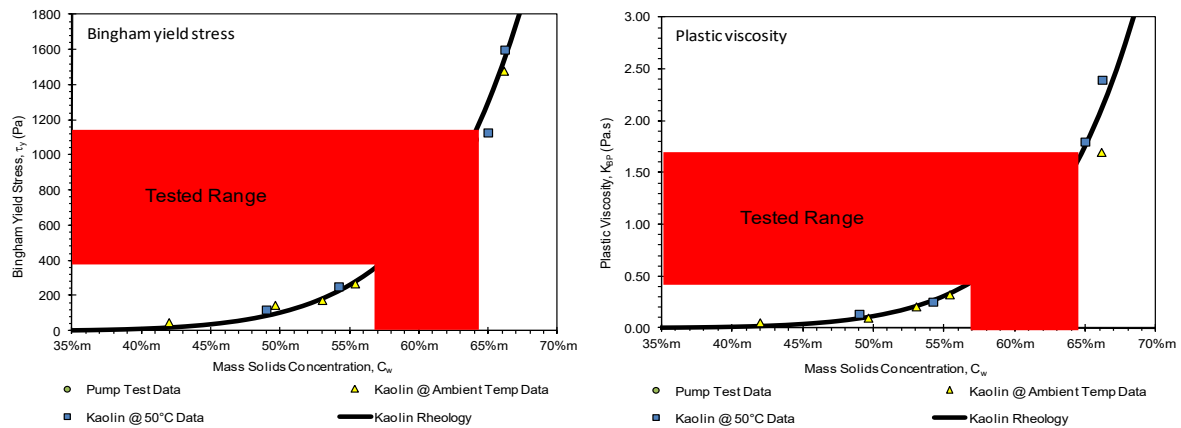 Bingham yield stress
1800
1600
1400
1200
1000
800
600
400
200
0
Bingham Yield Stress, τy (Pa)
Tested Range
35%m 40%m 45%m 50%m 55%m 60%m 65%m 70%m
Mass Solids Concentration, Cw
Pump Test Data Kaolin @ Ambient Temp Data
Kaolin @ 50°C Data Kaolin Rheology
Plastic viscosity
3.00
2.50
2.00
1.50
1.00
0.50
0.00
Plastic Viscosity, KBP (Pa.s)
Tested Range
35%m 40%m 45%m 50%m 55%m 60%m 65%m 70%m
Mass Solids Concentration, Cw
Pump Test Data Kaolin @ Ambient Temp Data
Kaolin @ 50°C Data Kaolin Rheology